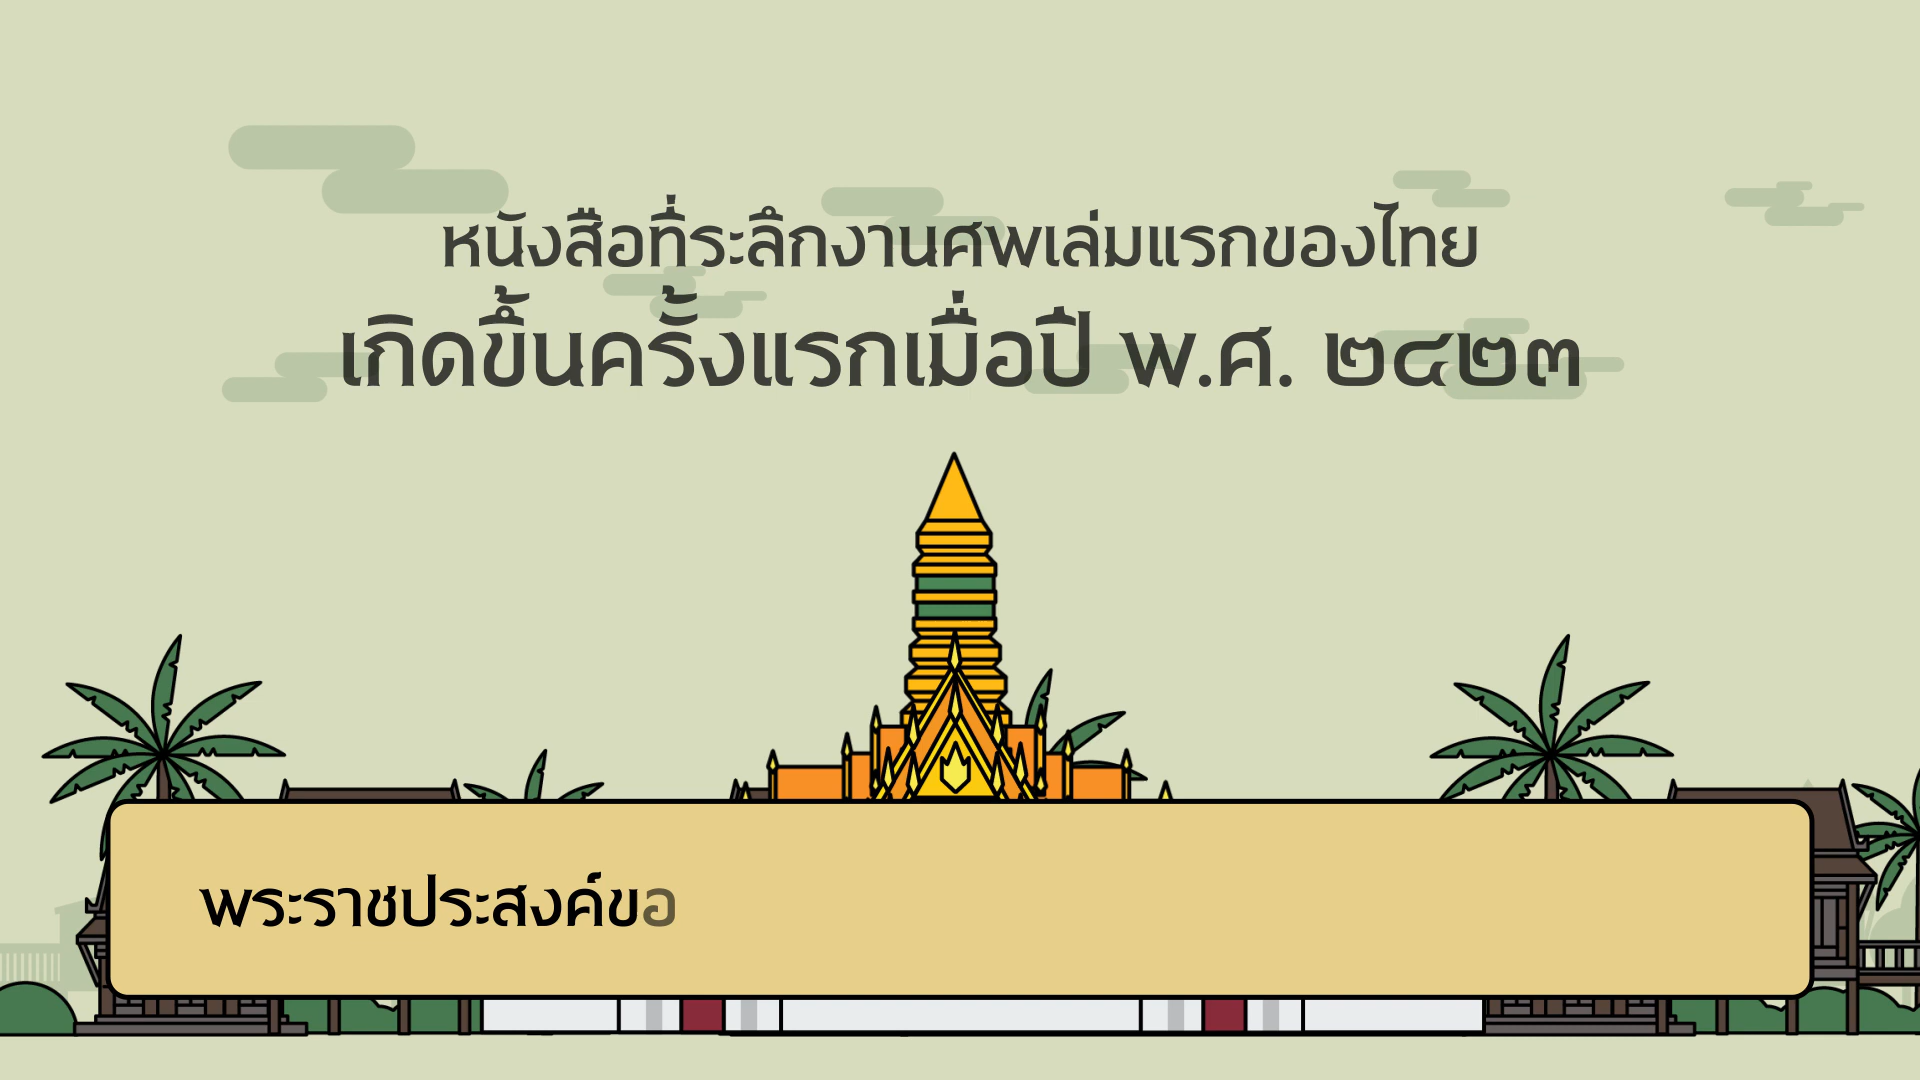 หนังสือที่ระลึกงานศพเล่มแรกของไทย
เกิดขึ้นครั้งแรกเมื่อปี พ.ศ. ๒๔๒๓
พระราชประสงค์ขอ